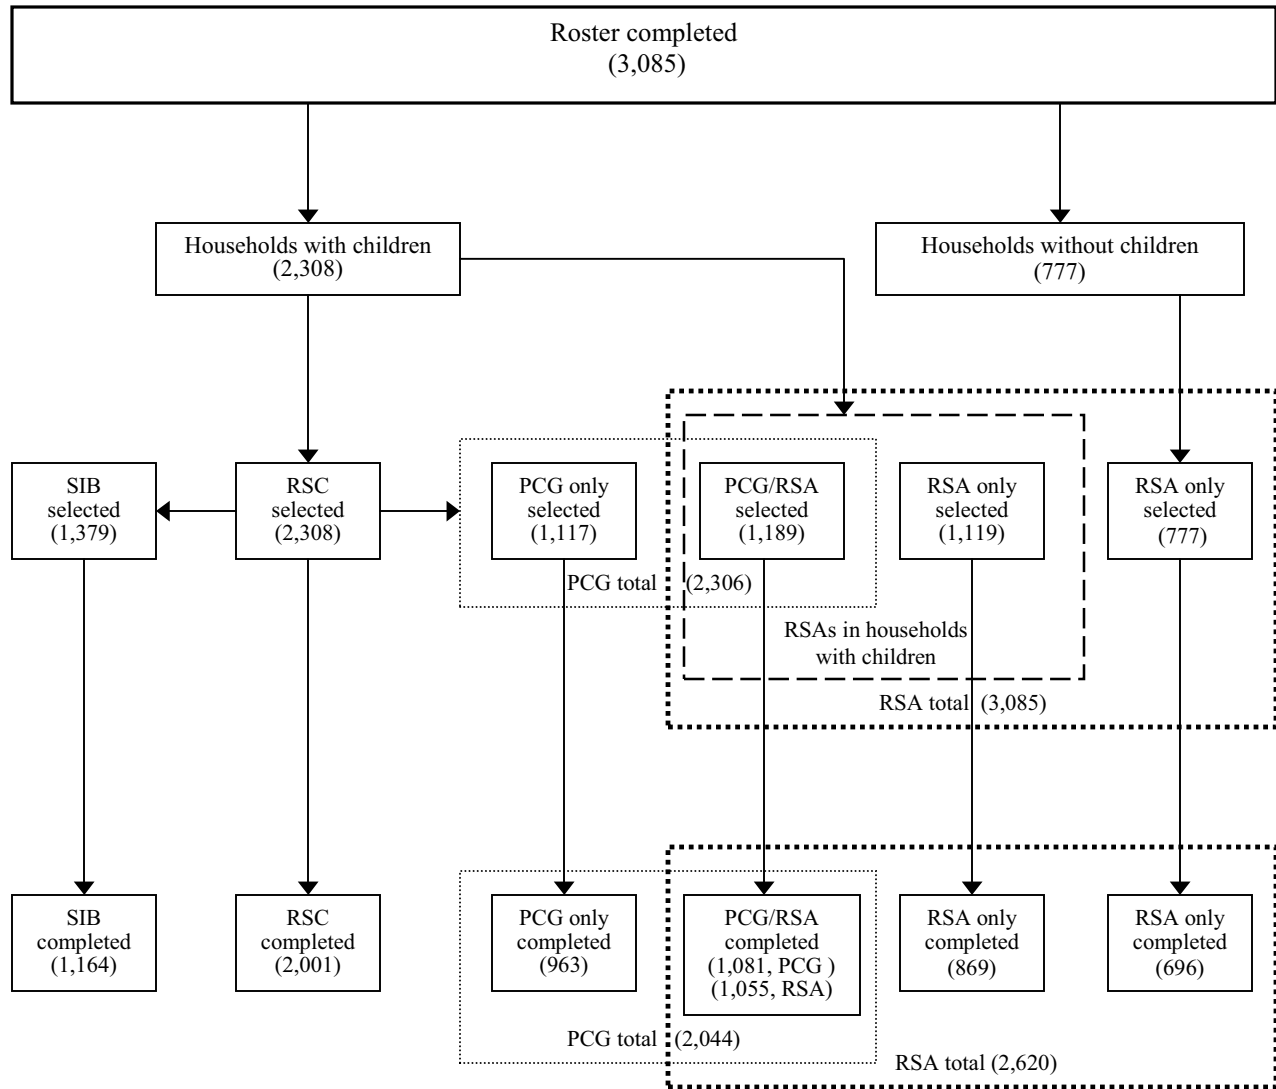 Roster completed
(3,085)
Households with children
(2,308)
Households without children
(777)
SIB
selected
(1,379)
RSC
selected
(2,308)
PCG only
selected
(1,117)
PCG/RSA
selected
(1,189)
RSA only
selected
(1,119)
RSA only
selected
(777)
PCG total (2,306)
RSAs in households
with children
RSA total (3,085)
SIB
completed
(1,164)
RSC
completed
(2,001)
PCG only
completed
(963)
PCG/RSA
completed
(1,081, PCG )
(1,055, RSA)
RSA only
completed
(869)
RSA only
completed
(696)
PCG total (2,044)
RSA total (2,620)